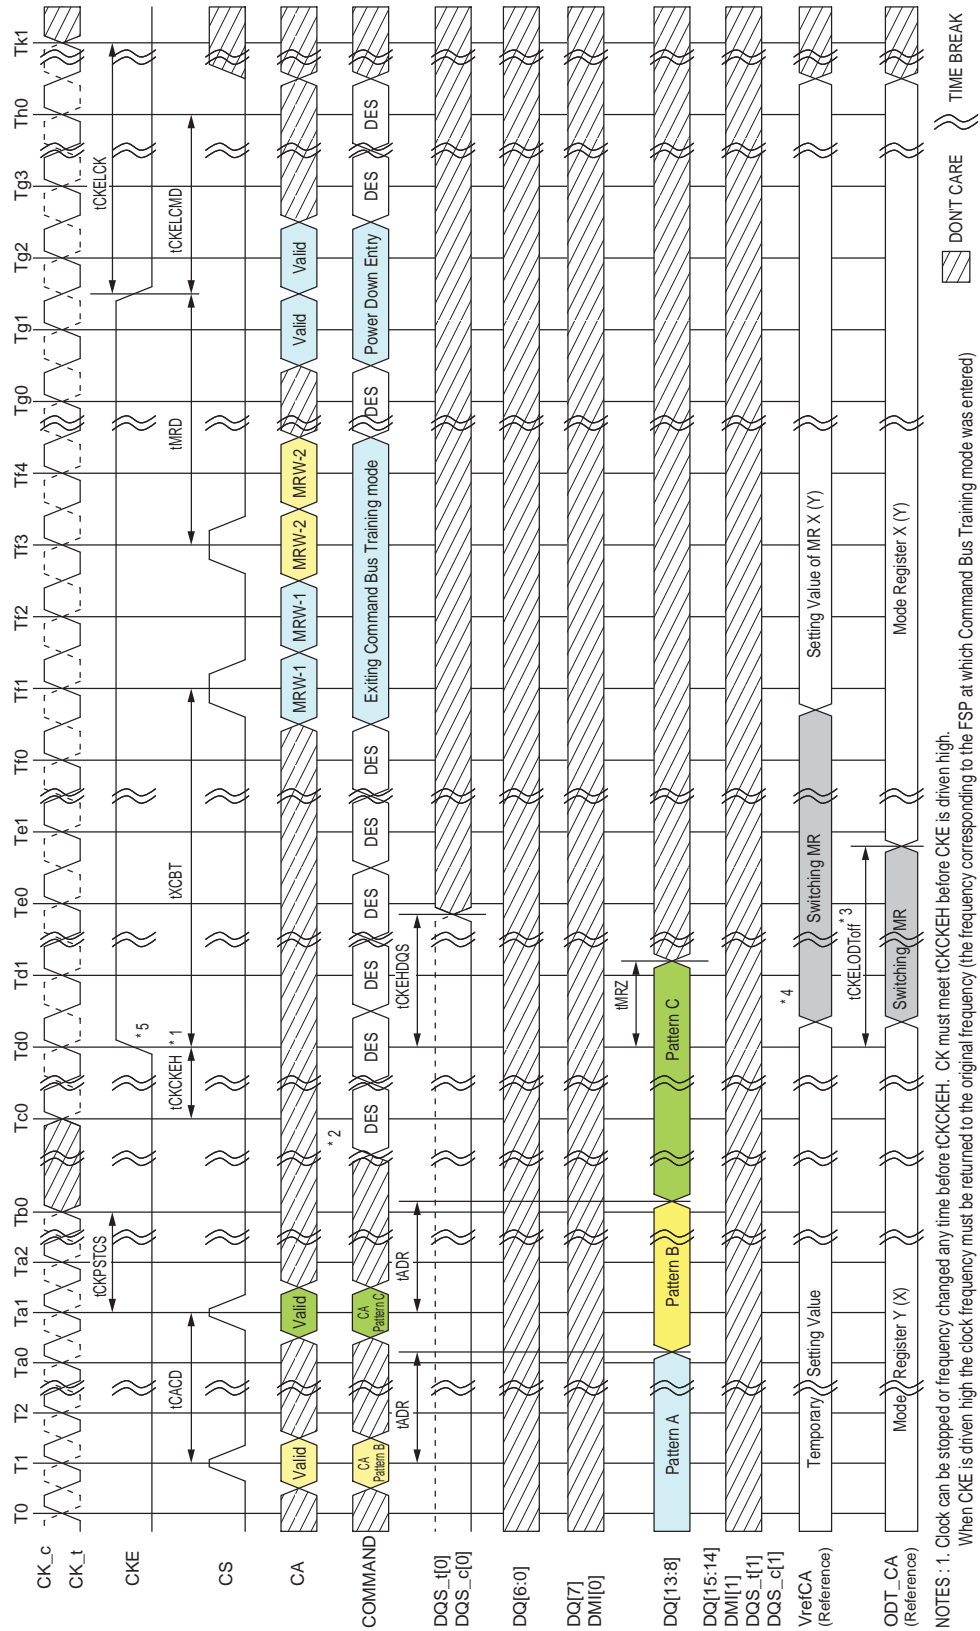 T0 T1 T2 Ta0 Ta1 Ta2 Tb0 Tc0 Td0 Td1 Te0 Te1 Tf0 Tf1 Tf2 Tf3 Tf4 Tg0 Tg1 Tg2 Tg3 Th0 Tk1
CK_c
CK_t
tCKPSTCS
tCKCKEH
* 1
* 5
tCKELCK
CKE
tCACD
tXCBT
tMRD
tCKELCMD
CS
CA
Valid Valid MRW-1 MRW-1 MRW-2 MRW-2 Valid Valid
* 2
COMMAND
CA
Pattern B
CA
Pattern C
DES DES DES DES DES DES Exiting Command Bus Training mode DES Power Down Entry DES DES
tADR tADR tCKEHDQS
DQS_t[0]
DQS_c[0]
DQ[6:0]
DQ[7]
DMI[0]
tMRZ
DQ[13:8]
Pattern A Pattern B Pattern C
DQ[15:14]
DMI[1]
DQS_t[1]
DQS_c[1]
* 4
VrefCA
(Reference)
Temporary Setting Value Switching MR Setting Value of MR X (Y)
tCKELODToff * 3
ODT_CA
(Reference)
Mode Register Y (X) Switching MR Mode Register X (Y)
NOTES : 1. Clock can be stopped or frequency changed any time before tCKCKEH. CK must meet tCKCKEH before CKE is driven high.
When CKE is driven high the clock frequency must be returned to the original frequency (the frequency corresponding to the FSP at which Command Bus Training mode was entered)
DON'T CARE
TIME BREAK